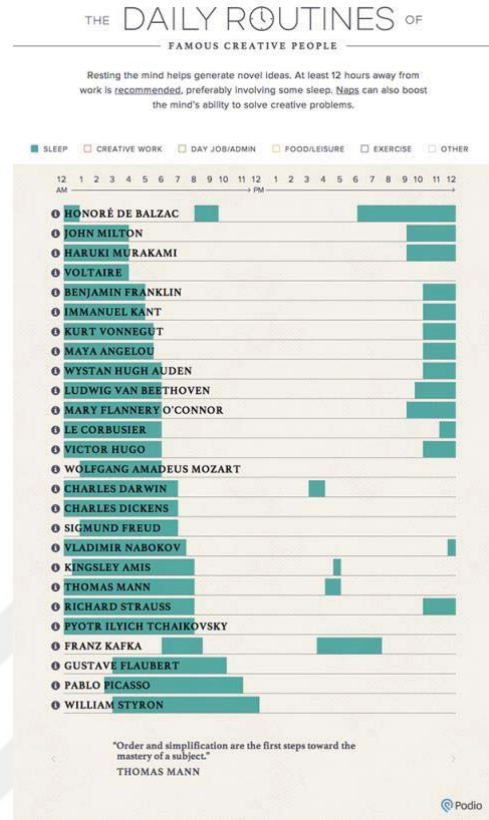 THE DAILY ROUTINES OF
FAMOUS CREATIVE PEOPLE
Resting the mind helps generate novel ideas. At least 12 hours away from
work is recommended, preferably involving some sleep. Naps can also boost
the mind's ability to solve creative problems.
SLEEP CREATIVE WORK DAY JOB/ADMIN FOOD/LEISURE EXERCISE OTHER
12 1 2 3 4 5 6 7 8 9 10 11 12 1 2 3 4 5 6 7 8 9 10 11 12
AM PM
HONORÉ DE BALZAC
JOHN MILTON
HARUKI MURAKAMI
VOLTAIRE
BENJAMIN FRANKLIN
IMMANUEL KANT
KURT VONNEGUT
MAYA ANGELOU
WYSTAN HUGH AUDEN
LUDWIG VAN BEETHOVEN
MARY FLANNERY O'CONNOR
LE CORBUSIER
VICTOR HUGO
WOLFGANG AMADEUS MOZART
CHARLES DARWIN
CHARLES DICKENS
SIGMUND FREUD
VLADIMIR NABOKOV
KINGSLEY AMIS
THOMAS MANN
RICHARD STRAUSS
PYOTR ILYICH TCHAIKOVSKY
FRANZ KAFKA
GUSTAVE FLAUBERT
PABLO PICASSO
WILLIAM STYRON
"Order and simplification are the first steps toward the
mastery of a subject."
THOMAS MANN
Podio